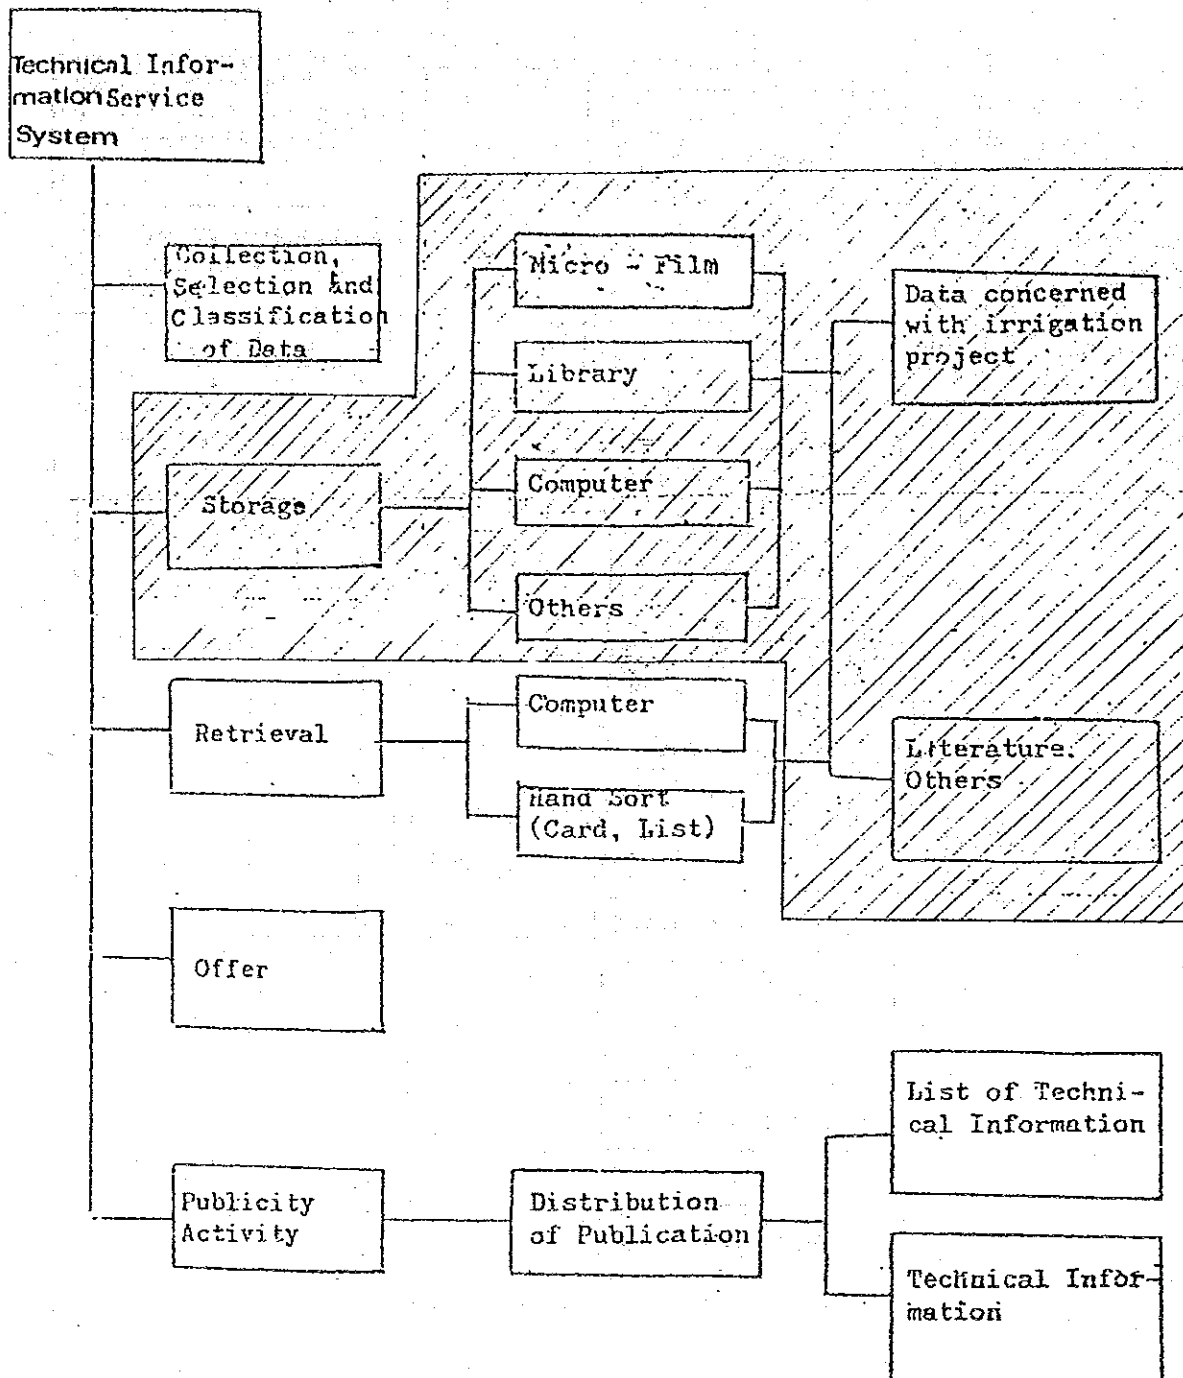 Technical Infor-
mation Service
System
Collection,
Selection and
Classification
of Data
Micro - Film
Data concerned
with irrigation
project
Library
Storage
Computer
Others
Retrieval
Computer
Hand Sort
(Card, List)
Literature.
Others
Offer
List of Techni-
cal Information
Publicity
Activity
Distribution
of Publication
Technical Infor-
mation